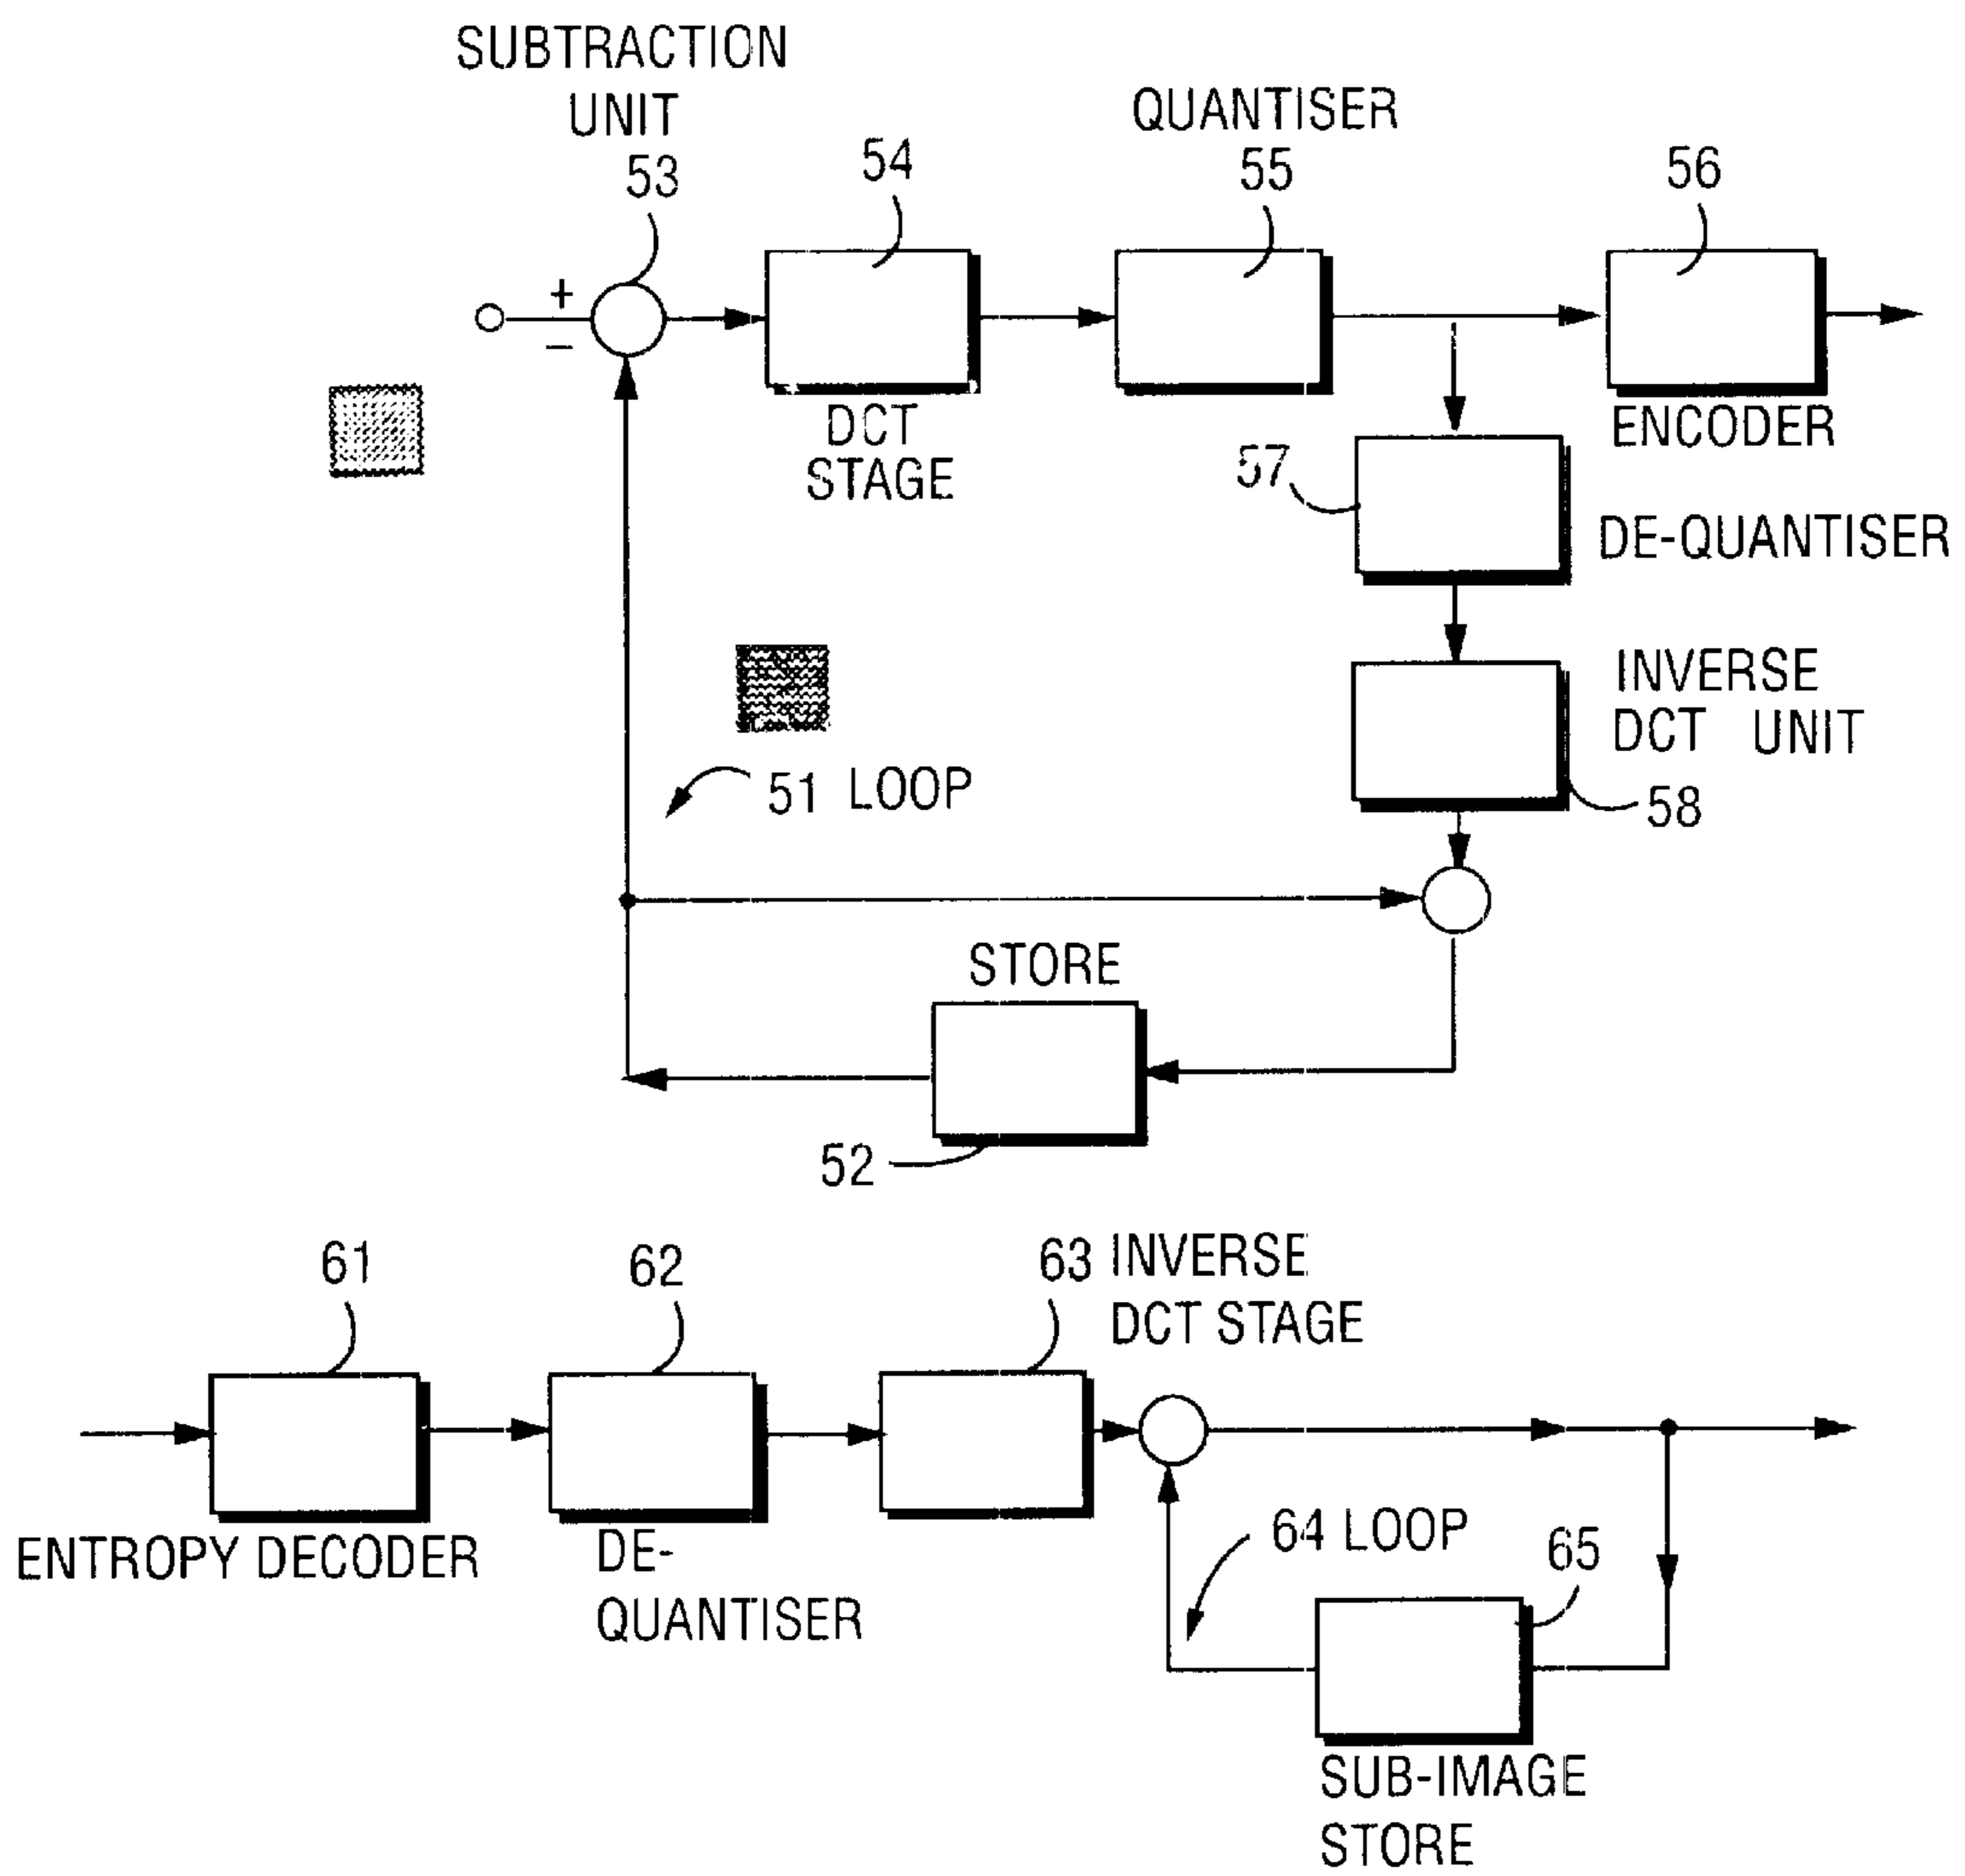 SUBTRACTION
UNIT
53
54
QUANTISER
55
56
+
−
DCT
STAGE
ENCODER
57
DE-QUANTISER
INVERSE
DCT UNIT
58
51 LOOP
STORE
52
61
62
63 INVERSE
DCT STAGE
ENTROPY DECODER
DE-
QUANTISER
64 LOOP
65
SUB-IMAGE
STORE